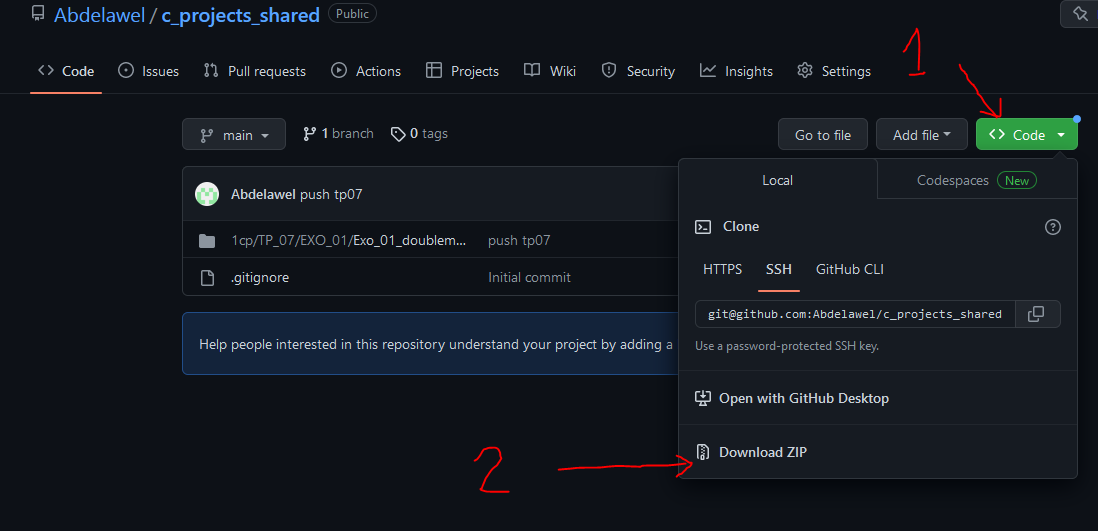 Abdelawel / c_projects_shared Public
1
Code Issues Pull requests Actions Projects Wiki Security Insights Settings
main 1 branch 0 tags Go to file Add file Code
Local Codespaces New
Abdelawel push tp07
Clone
1cp/TP_07/EXO_01/Exo_01_doublem... push tp07
HTTPS SSH GitHub CLI
.gitignore Initial commit
git@github.com:Abdelawel/c_projects_shared
Help people interested in this repository understand your project by adding a
Use a password-protected SSH key.
Open with GitHub Desktop
2 Download ZIP